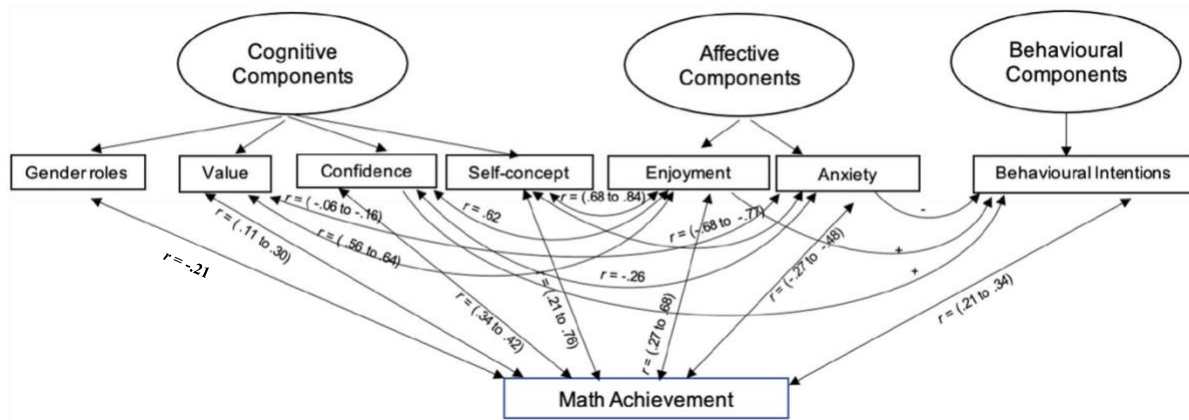 Cognitive
Components
Affective
Components
Behavioural
Components
Gender roles
Value
Confidence
Self-concept
Enjoyment
Anxiety
Behavioural Intentions
r = (-.06 to -.16)
r = .62
r = (.68 to .84)
r = (-.68 to -.77)
-
r = (.11 to .30)
r = (.56 to .64)
+
r = -.21
r = -.26
+
r = (-.27 to -.48)
r = (.34 to .42)
= (.21 to .76)
r = (.27 to .68)
r = (.21 to .34)
Math Achievement